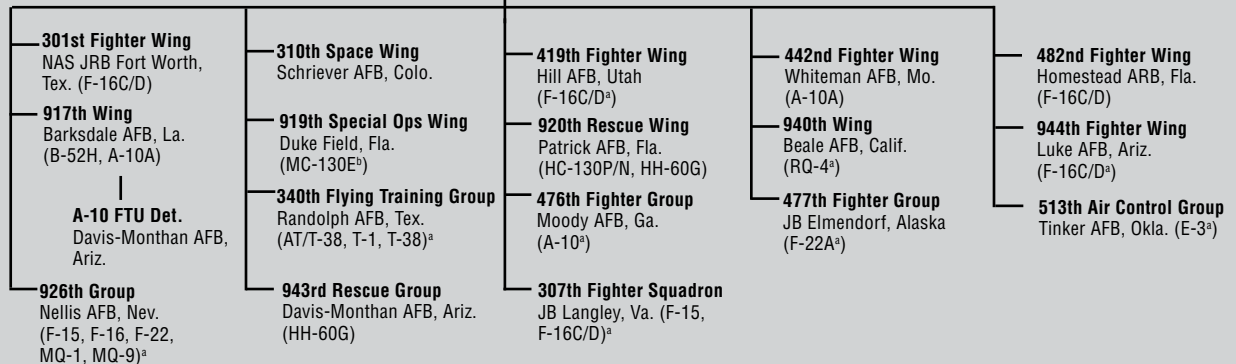 301st Fighter Wing
NAS JRB Fort Worth,
Tex. (F-16C/D)
917th Wing
Barksdale AFB, La.
(B-52H, A-10A)
A-10 FTU Det.
Davis-Monthan AFB,
Ariz.
926th Group
Nellis AFB, Nev.
(F-15, F-16, F-22,
MQ-1, MQ-9)ᵃ
310th Space Wing
Schriever AFB, Colo.
919th Special Ops Wing
Duke Field, Fla.
(MC-130Eᵇ)
340th Flying Training Group
Randolph AFB, Tex.
(AT/T-38, T-1, T-38)ᵃ
943rd Rescue Group
Davis-Monthan AFB, Ariz.
(HH-60G)
419th Fighter Wing
Hill AFB, Utah
(F-16C/Dᵃ)
920th Rescue Wing
Patrick AFB, Fla.
(HC-130P/N, HH-60G)
476th Fighter Group
Moody AFB, Ga.
(A-10ᵃ)
307th Fighter Squadron
JB Langley, Va. (F-15,
F-16C/D)ᵃ
442nd Fighter Wing
Whiteman AFB, Mo.
(A-10A)
940th Wing
Beale AFB, Calif.
(RQ-4ᵃ)
477th Fighter Group
JB Elmendorf, Alaska
(F-22Aᵃ)
482nd Fighter Wing
Homestead ARB, Fla.
(F-16C/D)
944th Fighter Wing
Luke AFB, Ariz.
(F-16C/Dᵃ)
513th Air Control Group
Tinker AFB, Okla. (E-3ᵃ)